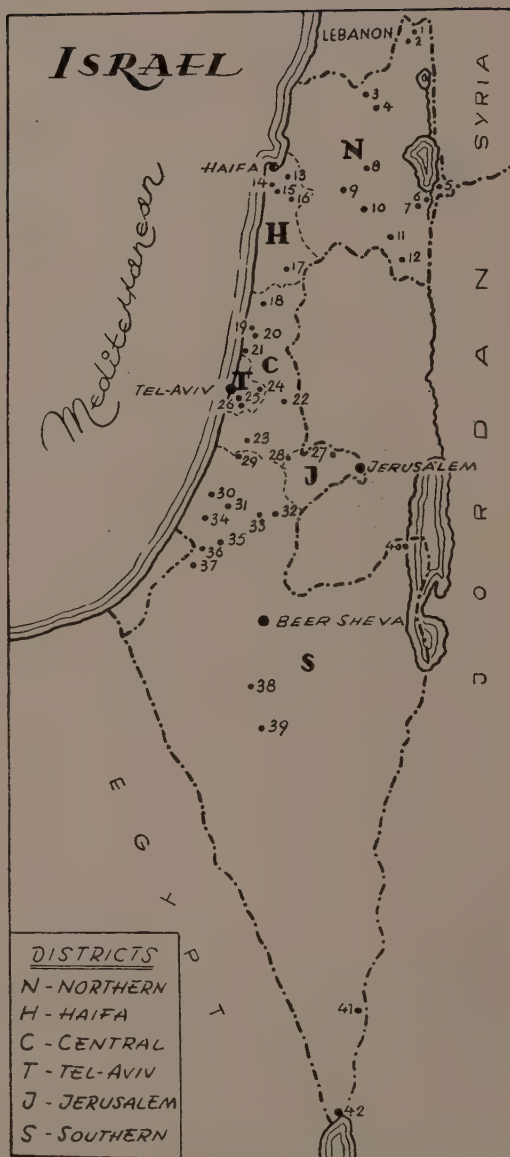 ISRAEL
LEBANON
1
2
SYRIA
3
4
N
8
HAIFA
13
14
15
16
9
10
5
6
7
H
11
12
17
Mediterranean
18
19
20
21
C
TEL-AVIV
T
24
25
26
22
23
27
28
29
J
JERUSALEM
JORDAN
30
31
32
33
34
35
36
37
40
BEER SHEVA
S
38
39
EGYPT
41
42
DISTRICTS
N - NORTHERN
H - HAIFA
C - CENTRAL
T - TEL-AVIV
J - JERUSALEM
S - SOUTHERN